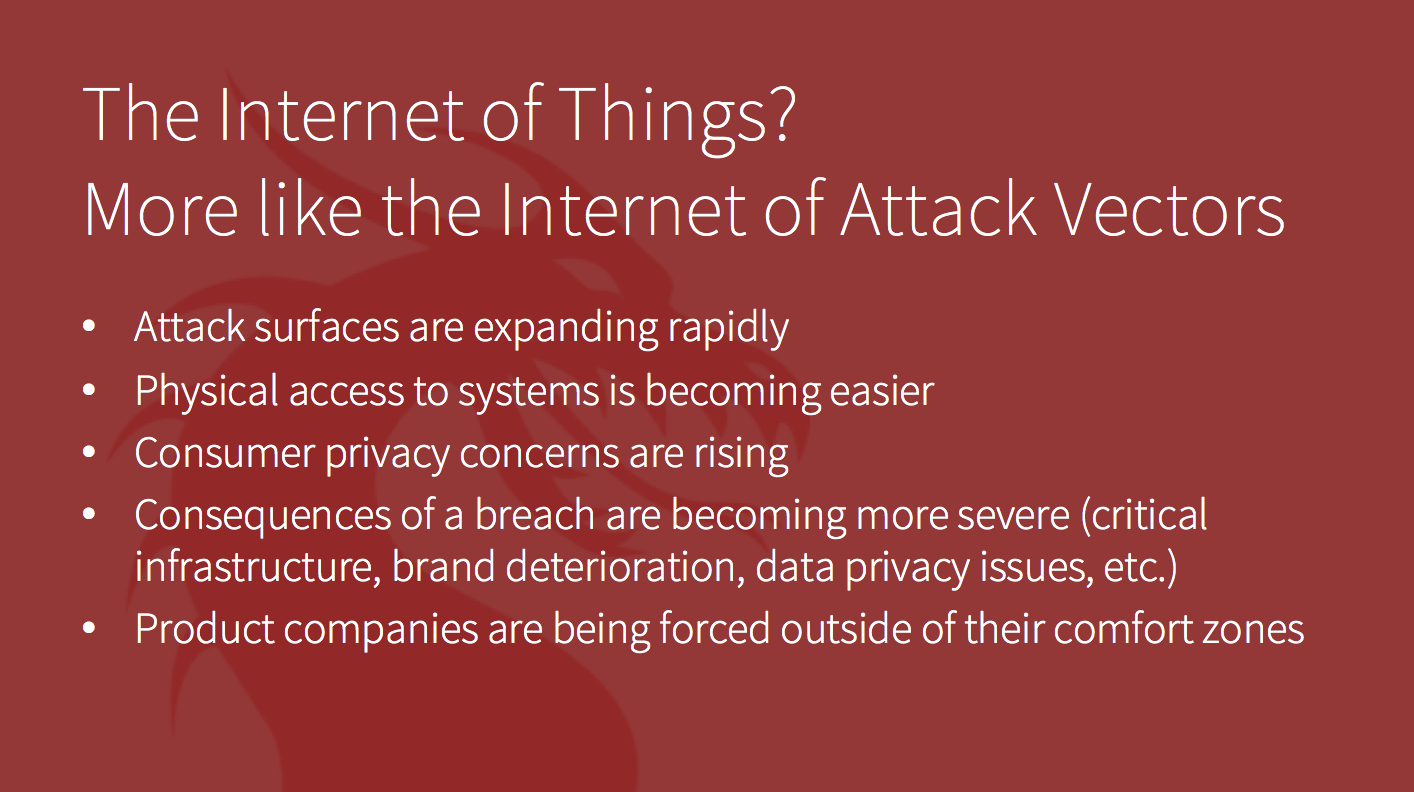 The Internet of Things?
More like the Internet of Attack Vectors
• Attack surfaces are expanding rapidly
• Physical access to systems is becoming easier
• Consumer privacy concerns are rising
• Consequences of a breach are becoming more severe (critical
infrastructure, brand deterioration, data privacy issues, etc.)
• Product companies are being forced outside of their comfort zones